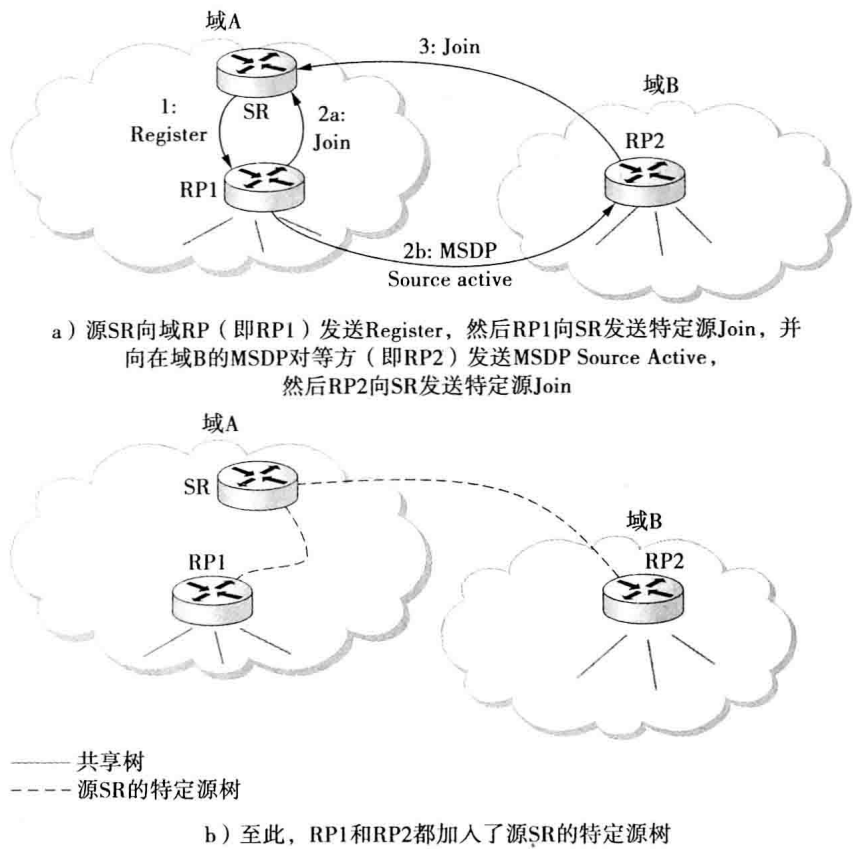 域A
3: Join
域B
SR
1:
Register
2a:
Join
RP2
RP1
2b: MSDP
Source active
a）源SR向域RP（即RP1）发送Register，然后RP1向SR发送特定源Join，并
向在域B的MSDP对等方（即RP2）发送MSDP Source Active，
然后RP2向SR发送特定源Join
域A
SR
域B
RP1
RP2
共享树
源SR的特定源树
b）至此，RP1和RP2都加入了源SR的特定源树